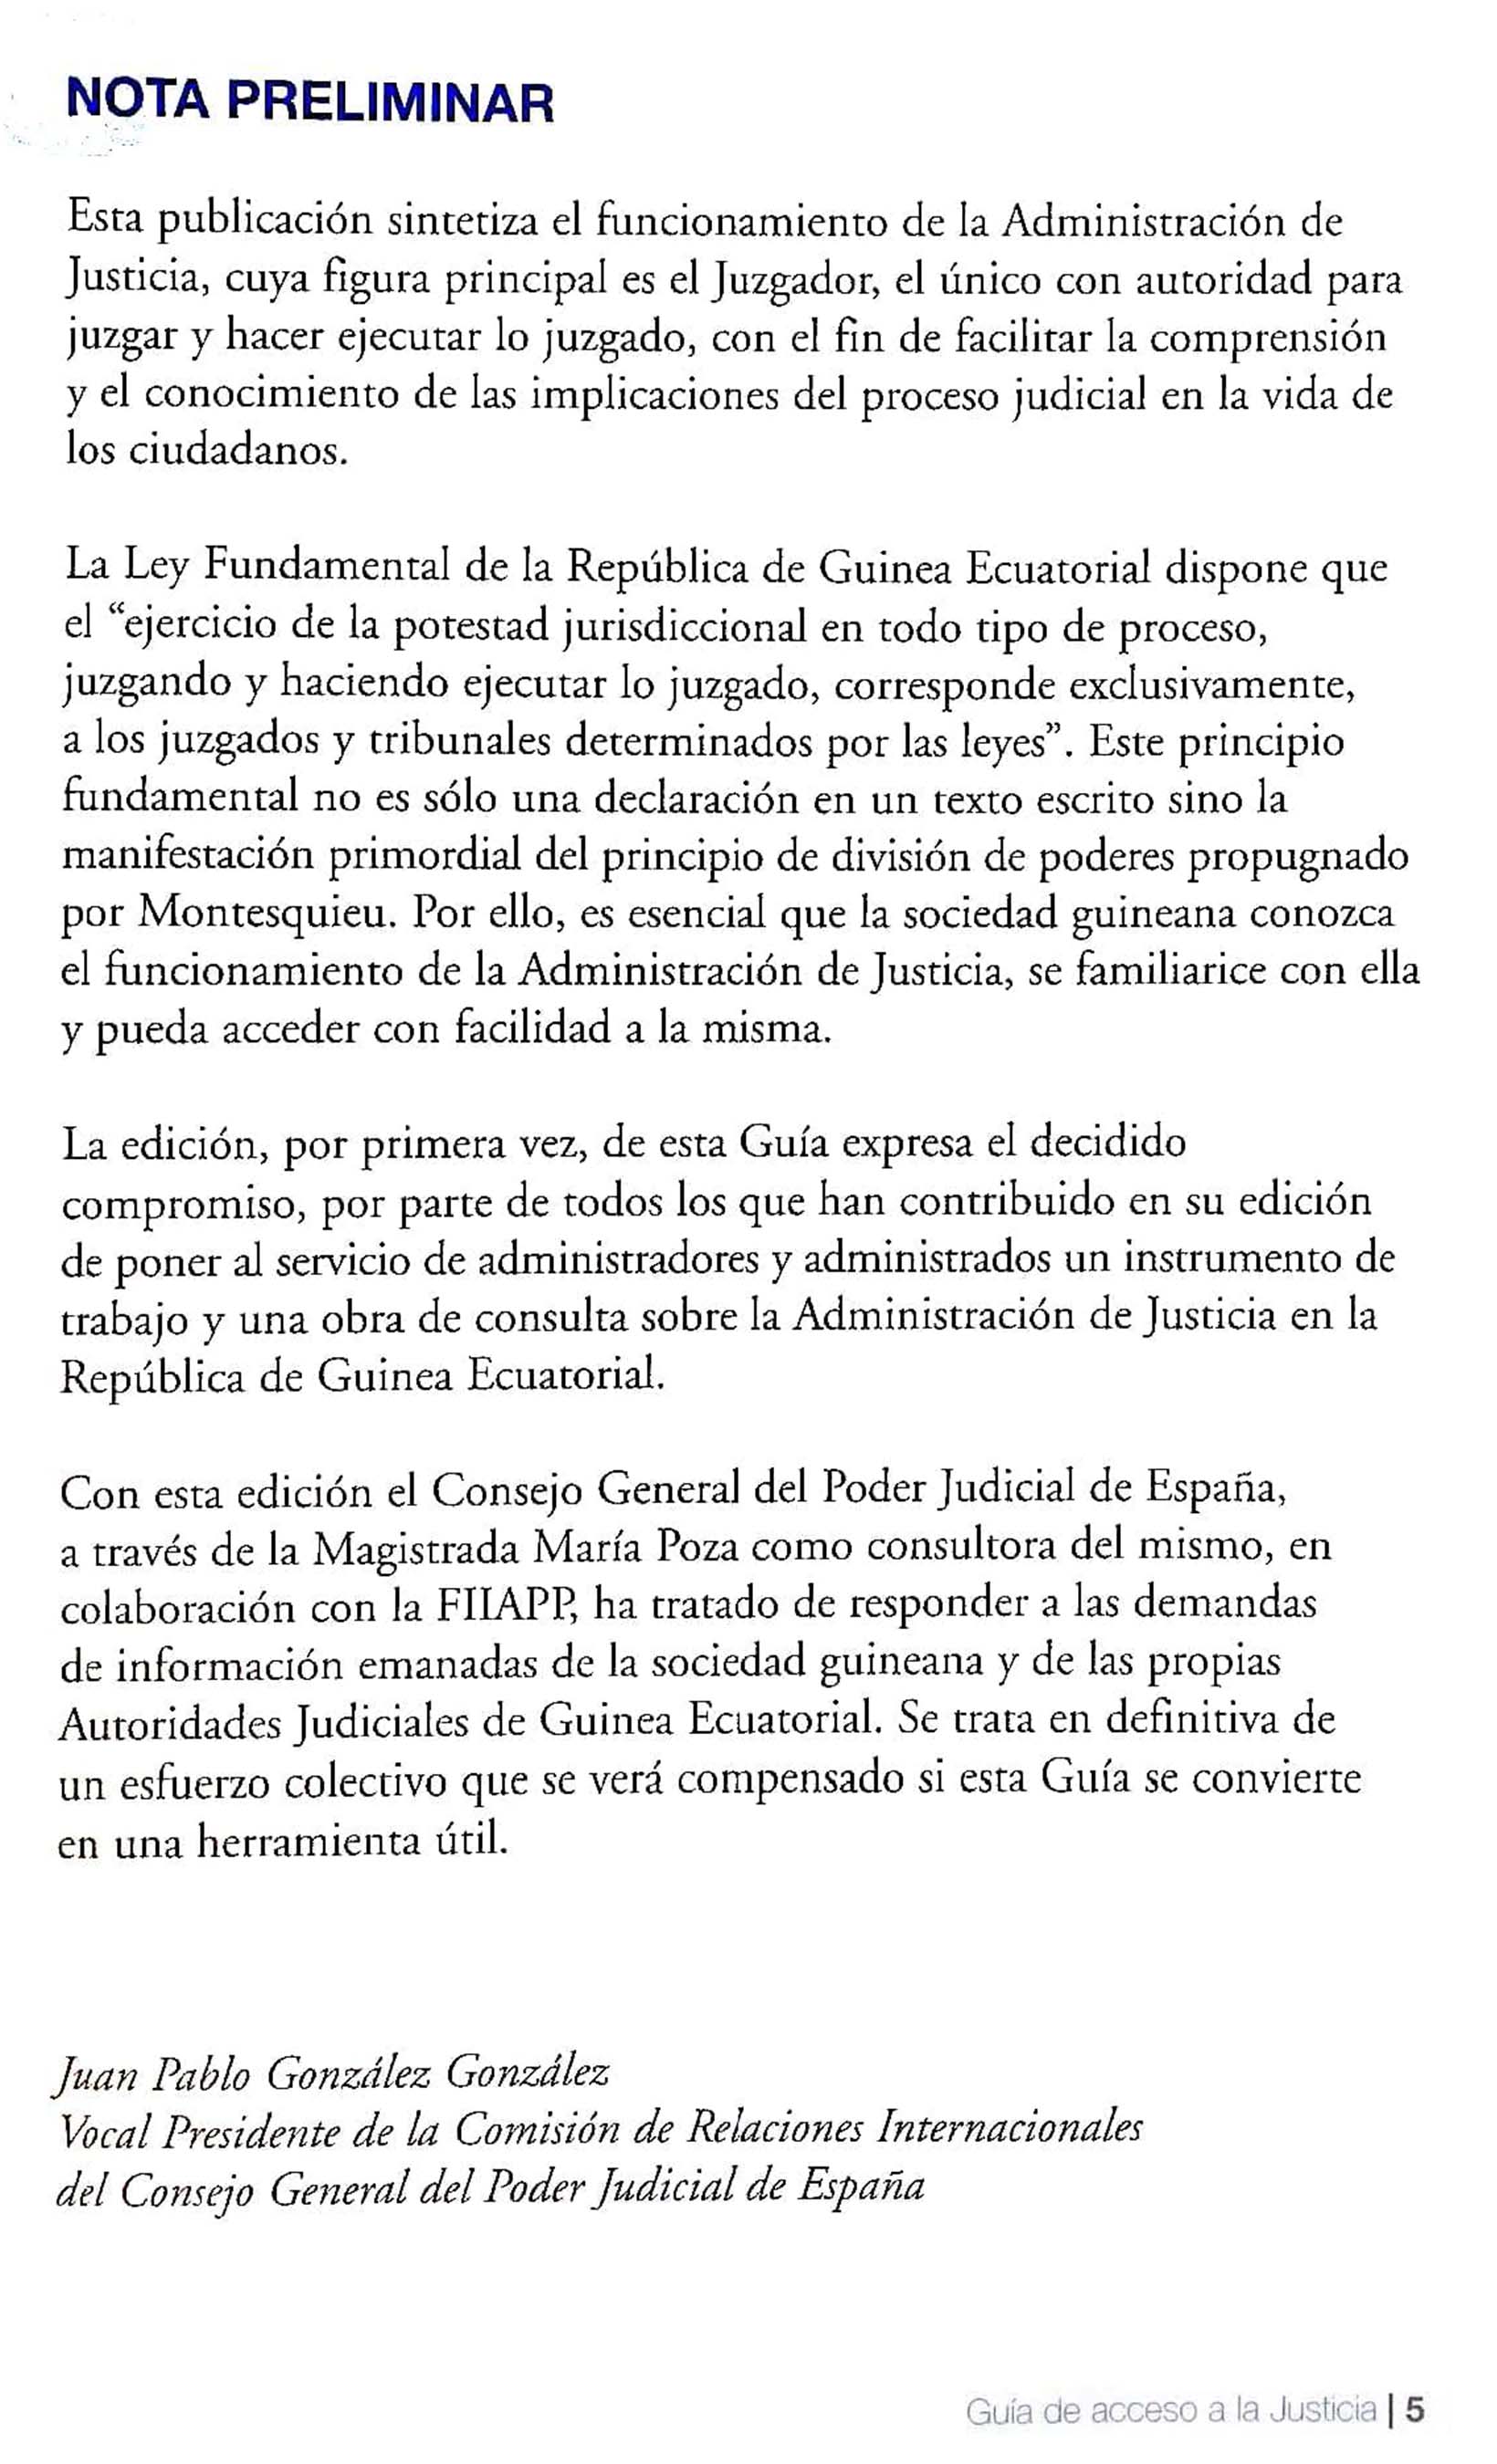 NOTA PRELIMINAR
Esta publicación sintetiza el funcionamiento de la Administración de
Justicia, cuya figura principal es el Juzgador, el único con autoridad para
juzgar y hacer ejecutar lo juzgado, con el fin de facilitar la comprensión
y el conocimiento de las implicaciones del proceso judicial en la vida de
los ciudadanos.
La Ley Fundamental de la República de Guinea Ecuatorial dispone que
el “ejercicio de la potestad jurisdiccional en todo tipo de proceso,
juzgando y haciendo ejecutar lo juzgado, corresponde exclusivamente,
a los juzgados y tribunales determinados por las leyes”. Este principio
fundamental no es sólo una declaración en un texto escrito sino la
manifestación primordial del principio de división de poderes propugnado
por Montesquieu. Por ello, es esencial que la sociedad guineana conozca
el funcionamiento de la Administración de Justicia, se familiarice con ella
y pueda acceder con facilidad a la misma.
La edición, por primera vez, de esta Guía expresa el decidido
compromiso, por parte de todos los que han contribuido en su edición
de poner al servicio de administradores y administrados un instrumento de
trabajo y una obra de consulta sobre la Administración de Justicia en la
República de Guinea Ecuatorial.
Con esta edición el Consejo General del Poder Judicial de España,
a través de la Magistrada María Poza como consultora del mismo, en
colaboración con la FIIAPP, ha tratado de responder a las demandas
de información emanadas de la sociedad guineana y de las propias
Autoridades Judiciales de Guinea Ecuatorial. Se trata en definitiva de
un esfuerzo colectivo que se verá compensado si esta Guía se convierte
en una herramienta útil.
Juan Pablo González González
Vocal Presidente de la Comisión de Relaciones Internacionales
del Consejo General del Poder Judicial de España
Guía de acceso a la Justicia | 5